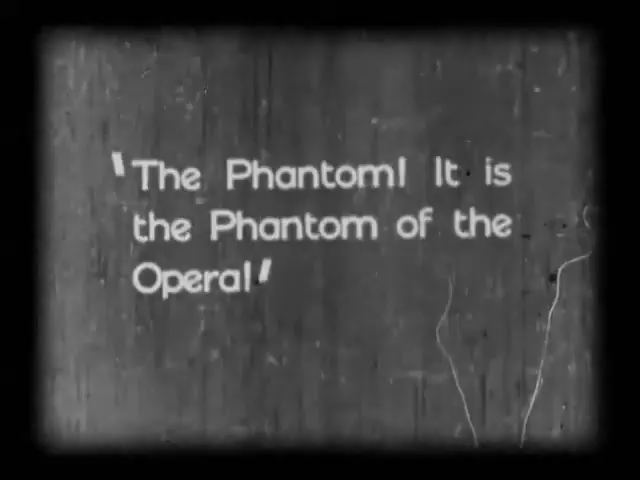 "The Phantom! It is
the Phantom of the
Opera!"